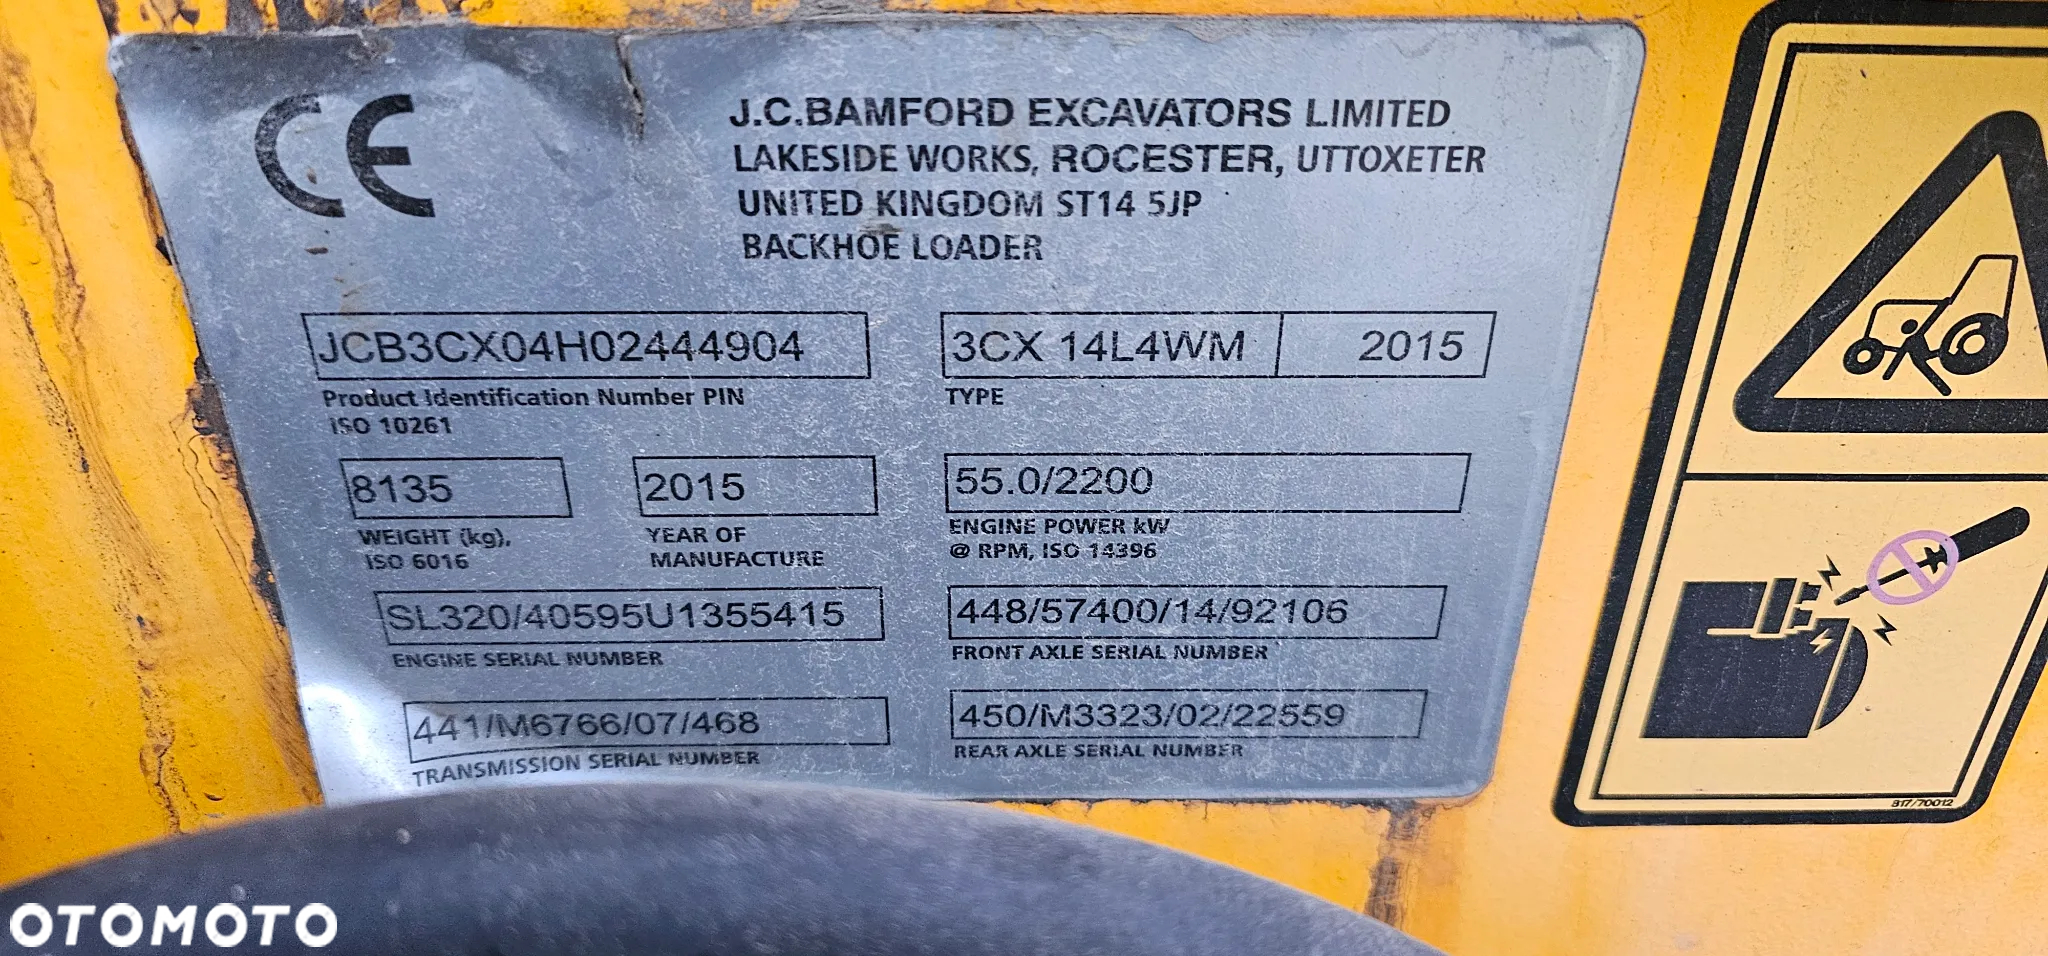 CE
J.C.BAMFORD EXCAVATORS LIMITED
LAKESIDE WORKS, ROCESTER, UTTOXETER
UNITED KINGDOM ST14 5JP
BACKHOE LOADER
JCB3CX04H02444904
Product Identification Number PIN
ISO 10261
3CX 14L4WM 2015
TYPE
8135
WEIGHT (kg),
ISO 6016
2015
YEAR OF
MANUFACTURE
55.0/2200
ENGINE POWER kW
@ RPM, ISO 14396
SL320/40595U1355415
ENGINE SERIAL NUMBER
448/57400/14/92106
FRONT AXLE SERIAL NUMBER
441/M6766/07/468
TRANSMISSION SERIAL NUMBER
450/M3323/02/22559
REAR AXLE SERIAL NUMBER
817/70012
OTOMOTO